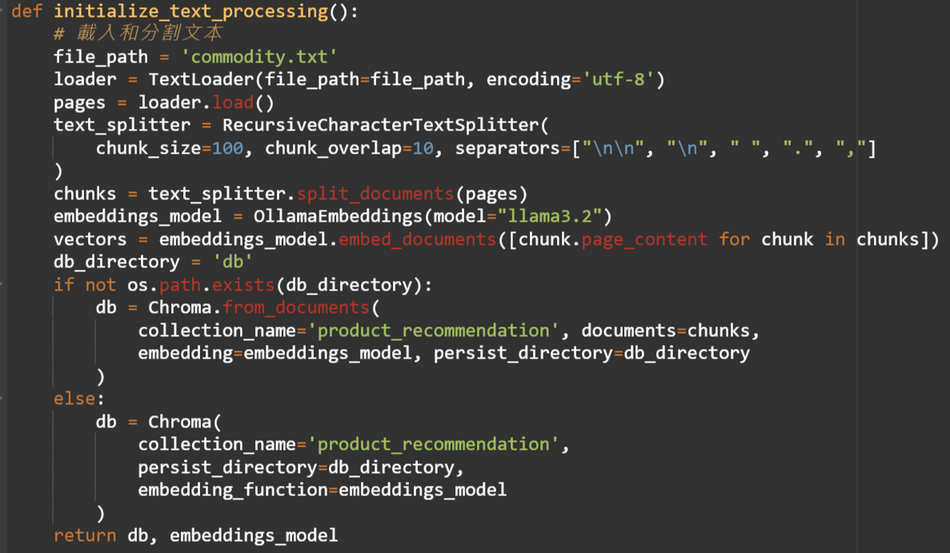 def initialize_text_processing():
    # 載入和分割文本
    file_path = 'commodity.txt'
    loader = TextLoader(file_path=file_path, encoding='utf-8')
    pages = loader.load()
    text_splitter = RecursiveCharacterTextSplitter(
        chunk_size=100, chunk_overlap=10, separators=["\n\n", "\n", " ", ".", ","]
    )
    chunks = text_splitter.split_documents(pages)
    embeddings_model = OllamaEmbeddings(model="llama3.2")
    vectors = embeddings_model.embed_documents([chunk.page_content for chunk in chunks])
    db_directory = 'db'
    if not os.path.exists(db_directory):
        db = Chroma.from_documents(
            collection_name='product_recommendation', documents=chunks,
            embedding=embeddings_model, persist_directory=db_directory
        )
    else:
        db = Chroma(
            collection_name='product_recommendation',
            persist_directory=db_directory,
            embedding_function=embeddings_model
        )
    return db, embeddings_model